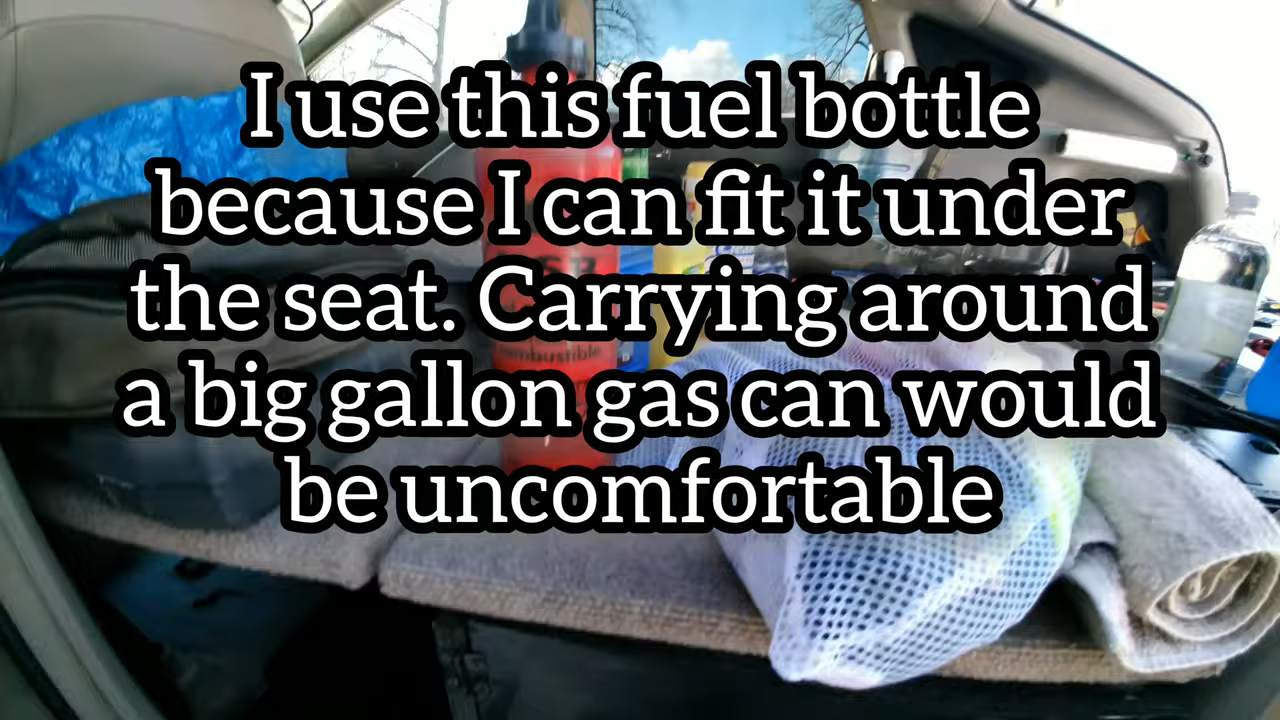 I use this fuel bottle
because I can fit it under
the seat. Carrying around
a big gallon gas can would
be uncomfortable